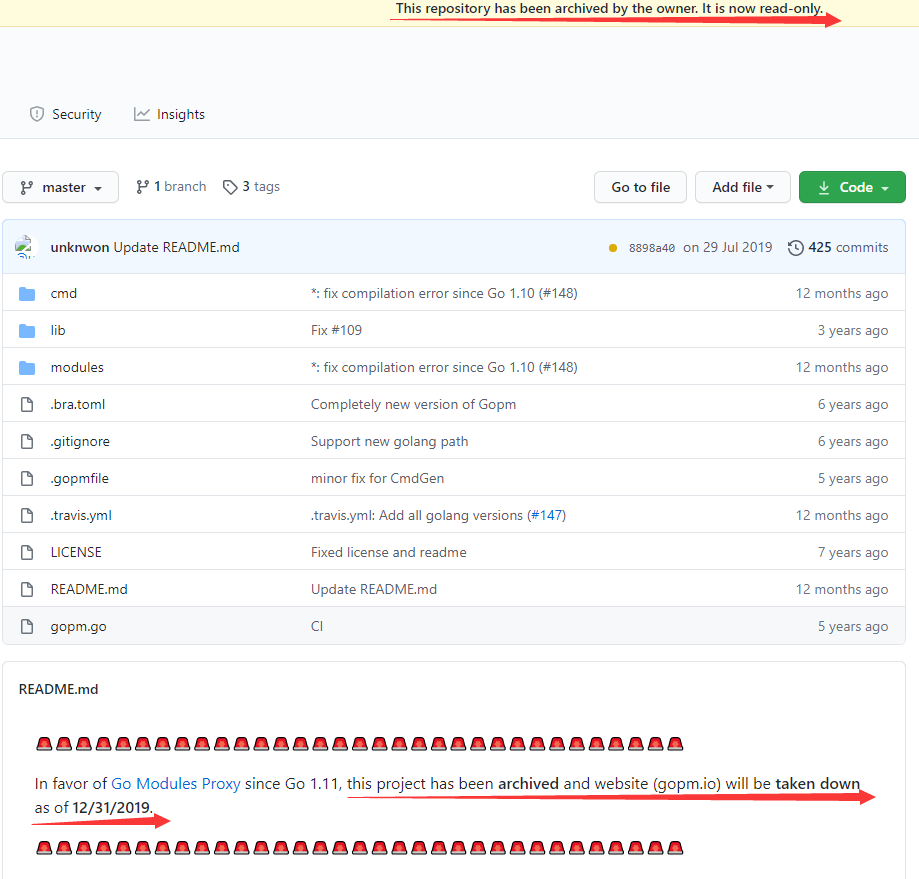 This repository has been archived by the owner. It is now read-only.
Security Insights
master 1 branch 3 tags Go to file Add file Code
unknwon Update README.md 8898a40 on 29 Jul 2019 425 commits
cmd *: fix compilation error since Go 1.10 (#148) 12 months ago
lib Fix #109 3 years ago
modules *: fix compilation error since Go 1.10 (#148) 12 months ago
.bra.toml Completely new version of Gopm 6 years ago
.gitignore Support new golang path 6 years ago
.gopmfile minor fix for CmdGen 5 years ago
.travis.yml .travis.yml: Add all golang versions (#147) 12 months ago
LICENSE Fixed license and readme 7 years ago
README.md Update README.md 12 months ago
gopm.go CI 5 years ago
README.md
In favor of Go Modules Proxy since Go 1.11, this project has been archived and website (gopm.io) will be taken down
as of 12/31/2019.